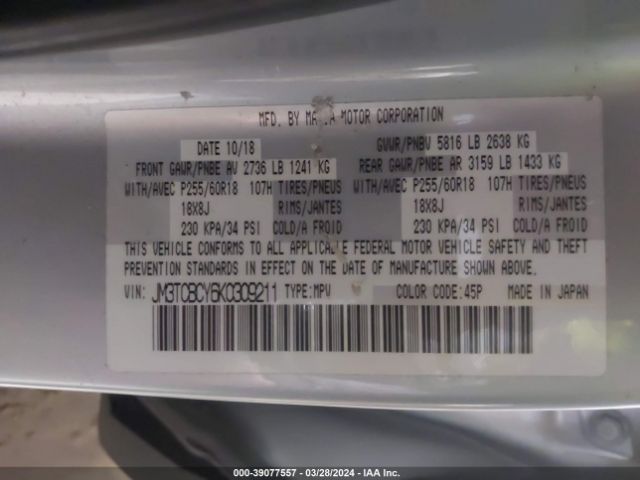 MFD. BY MAZDA MOTOR CORPORATION
DATE 10/18 GVWR/PNBV 5816 LB 2638 KG
FRONT GAWR/PNBE AV 2736 LB 1241 KG REAR GAWR/PNBE AR 3159 LB 1433 KG
WITH/AVEC P255/60R18 107H TIRES/PNEUS WITH/AVEC P255/60R18 107H TIRES/PNEUS
18X8J RIMS/JANTES 18X8J RIMS/JANTES
230 KPA/34 PSI COLD/A FROID 230 KPA/34 PSI COLD/A FROID
THIS VEHICLE CONFORMS TO ALL APPLICABLE FEDERAL MOTOR VEHICLE SAFETY AND THEFT
PREVENTION STANDARDS IN EFFECT ON THE DATE OF MANUFACTURE SHOWN ABOVE.
VIN: JM3TCBCY6K0309211 TYPE:MPV COLOR CODE:45P MADE IN JAPAN
000-39077557 - 03/28/2024 - IAA Inc.